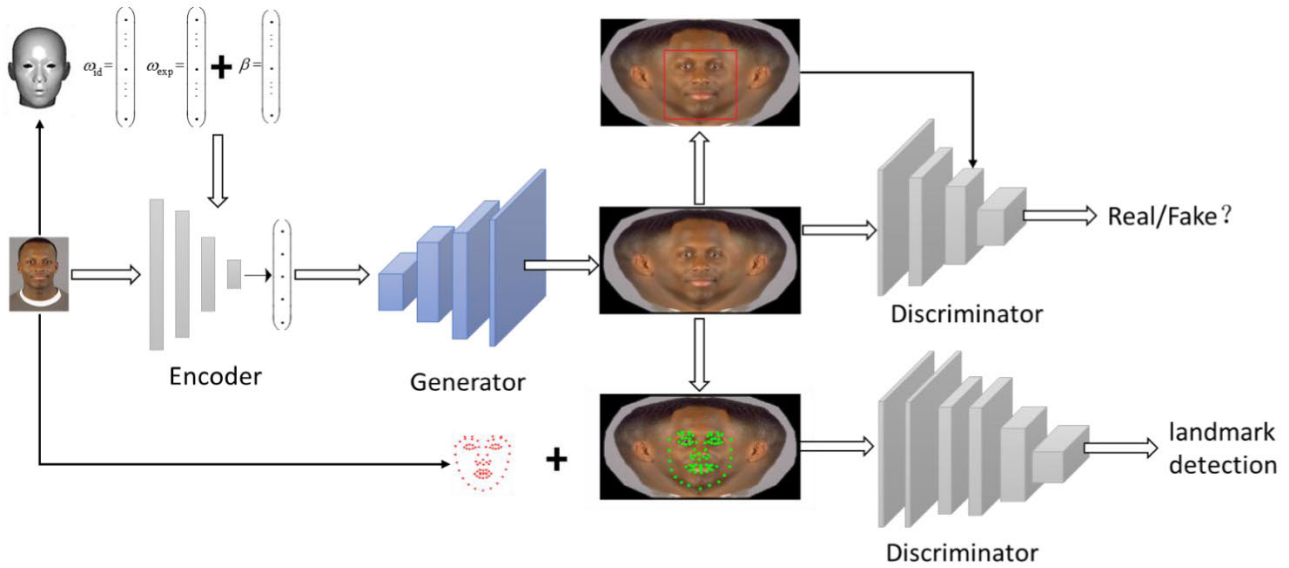 ω_id =
ω_exp =
+ β =
Real/Fake?
Discriminator
Encoder
Generator
+
landmark
detection
Discriminator